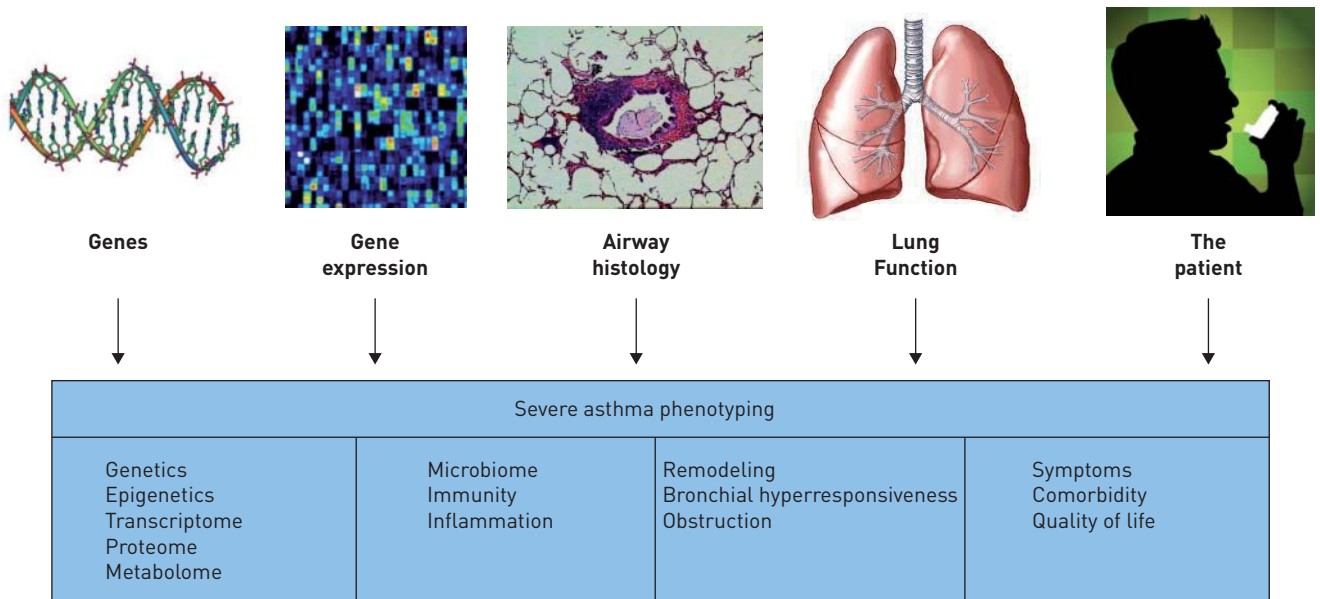 Genes
Gene
expression
Airway
histology
Lung
Function
The
patient
Severe asthma phenotyping
Genetics
Epigenetics
Transcriptome
Proteome
Metabolome
Microbiome
Immunity
Inflammation
Remodeling
Bronchial hyperresponsiveness
Obstruction
Symptoms
Comorbidity
Quality of life